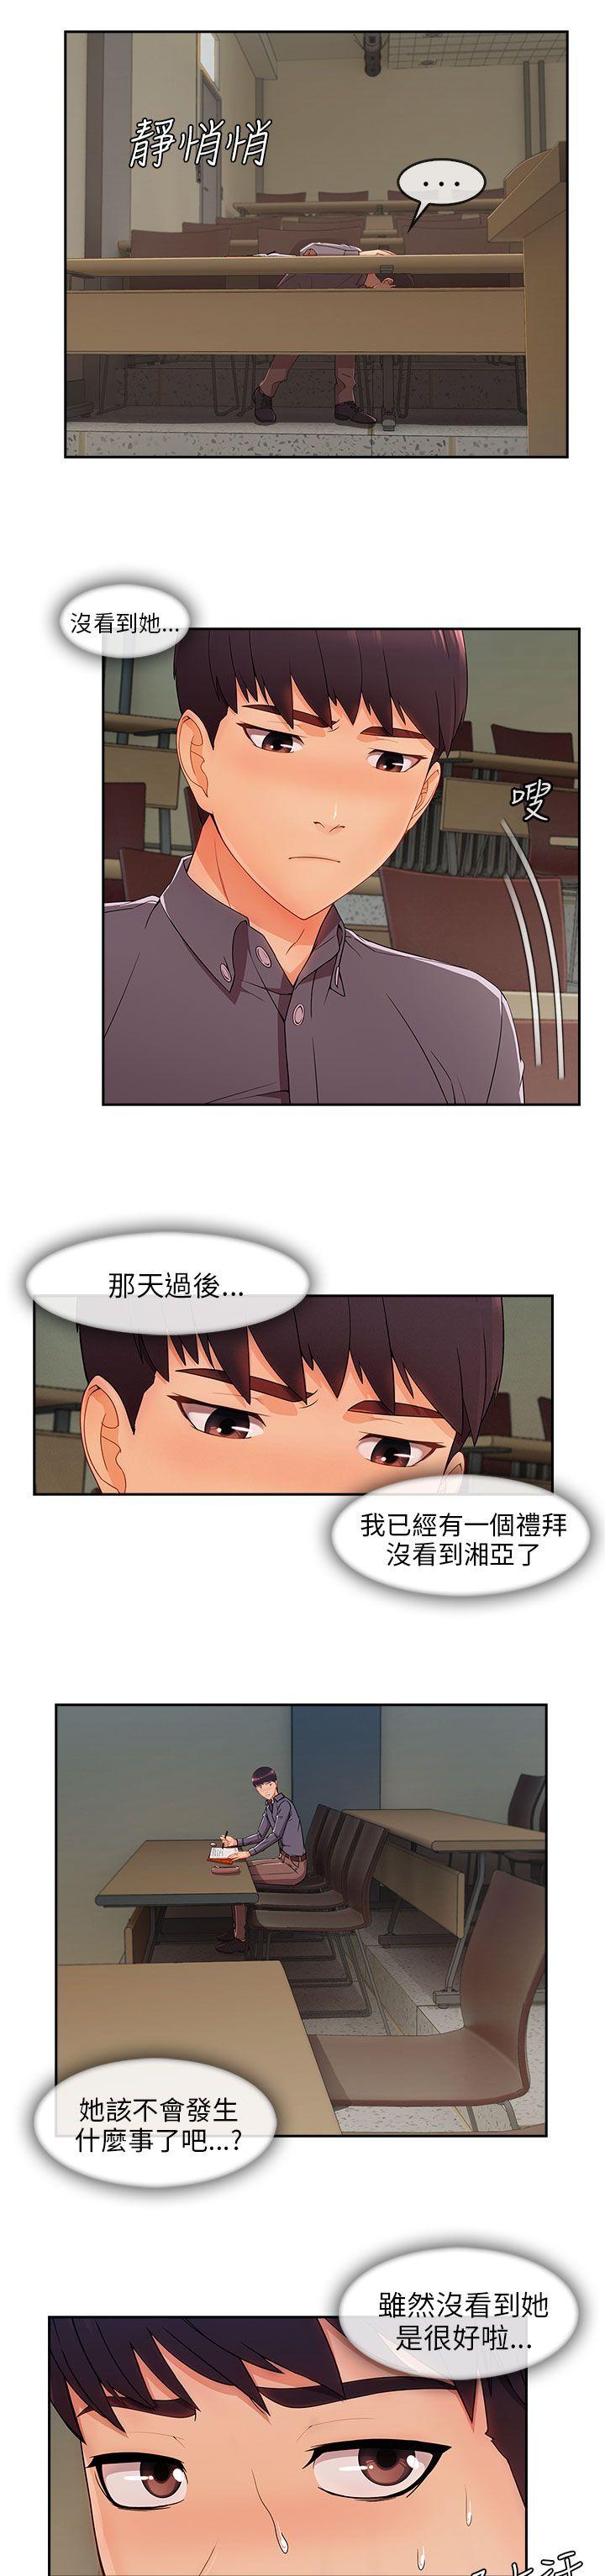 靜悄悄
...
沒看到她...
嗖
那天過後...
我已經有一個禮拜
沒看到湘亞了
她該不會發生
什麼事了吧...?
雖然沒看到她
是很好啦...